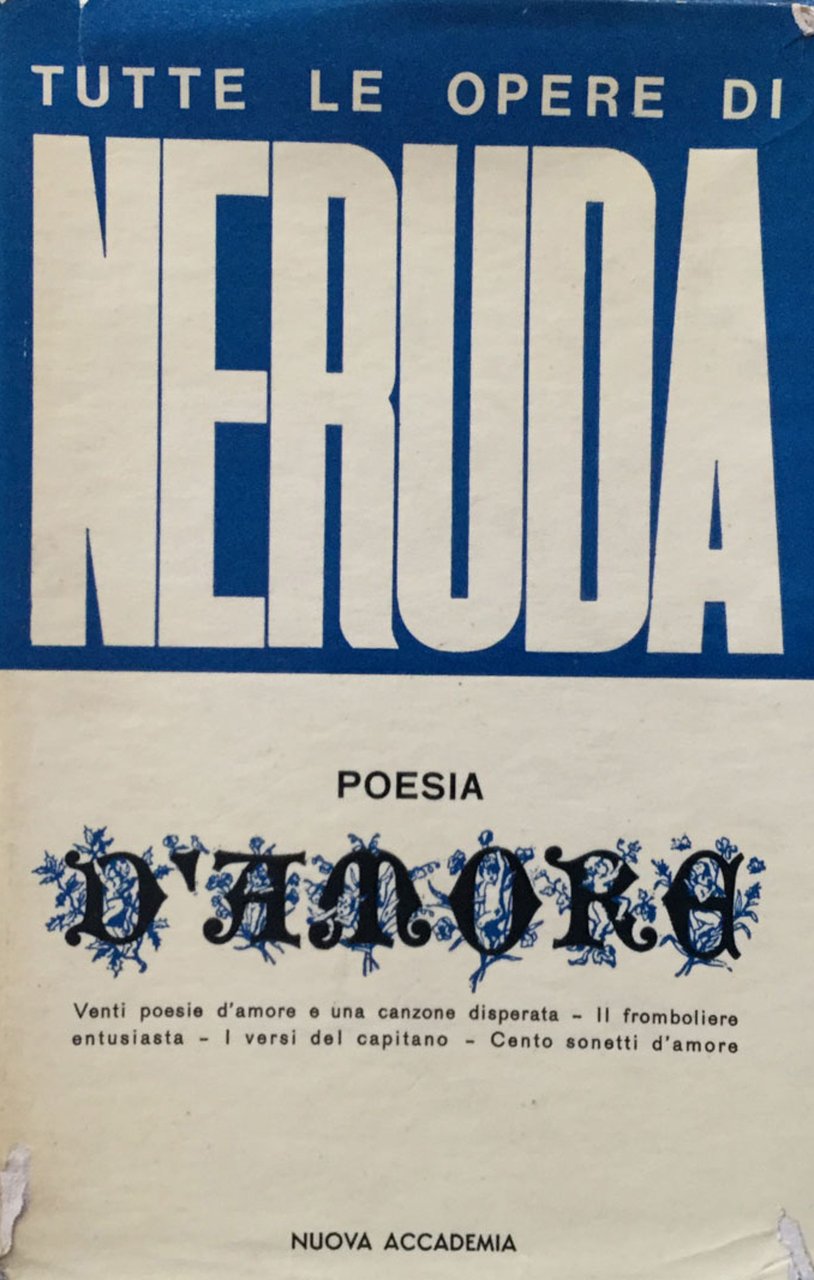 TUTTE LE OPERE DI
NERUDA
POESIA
D'AMORE
Venti poesie d'amore e una canzone disperata – Il fromboliere
entusiasta – I versi del capitano – Cento sonetti d'amore
NUOVA ACCADEMIA